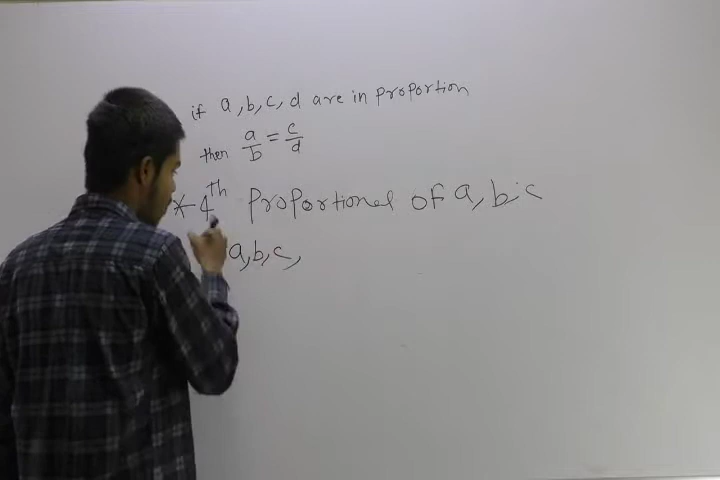 if a, b, c, d are in proportion
then a/b = c/d
* 4th proportional of a, b, c
a, b, c,